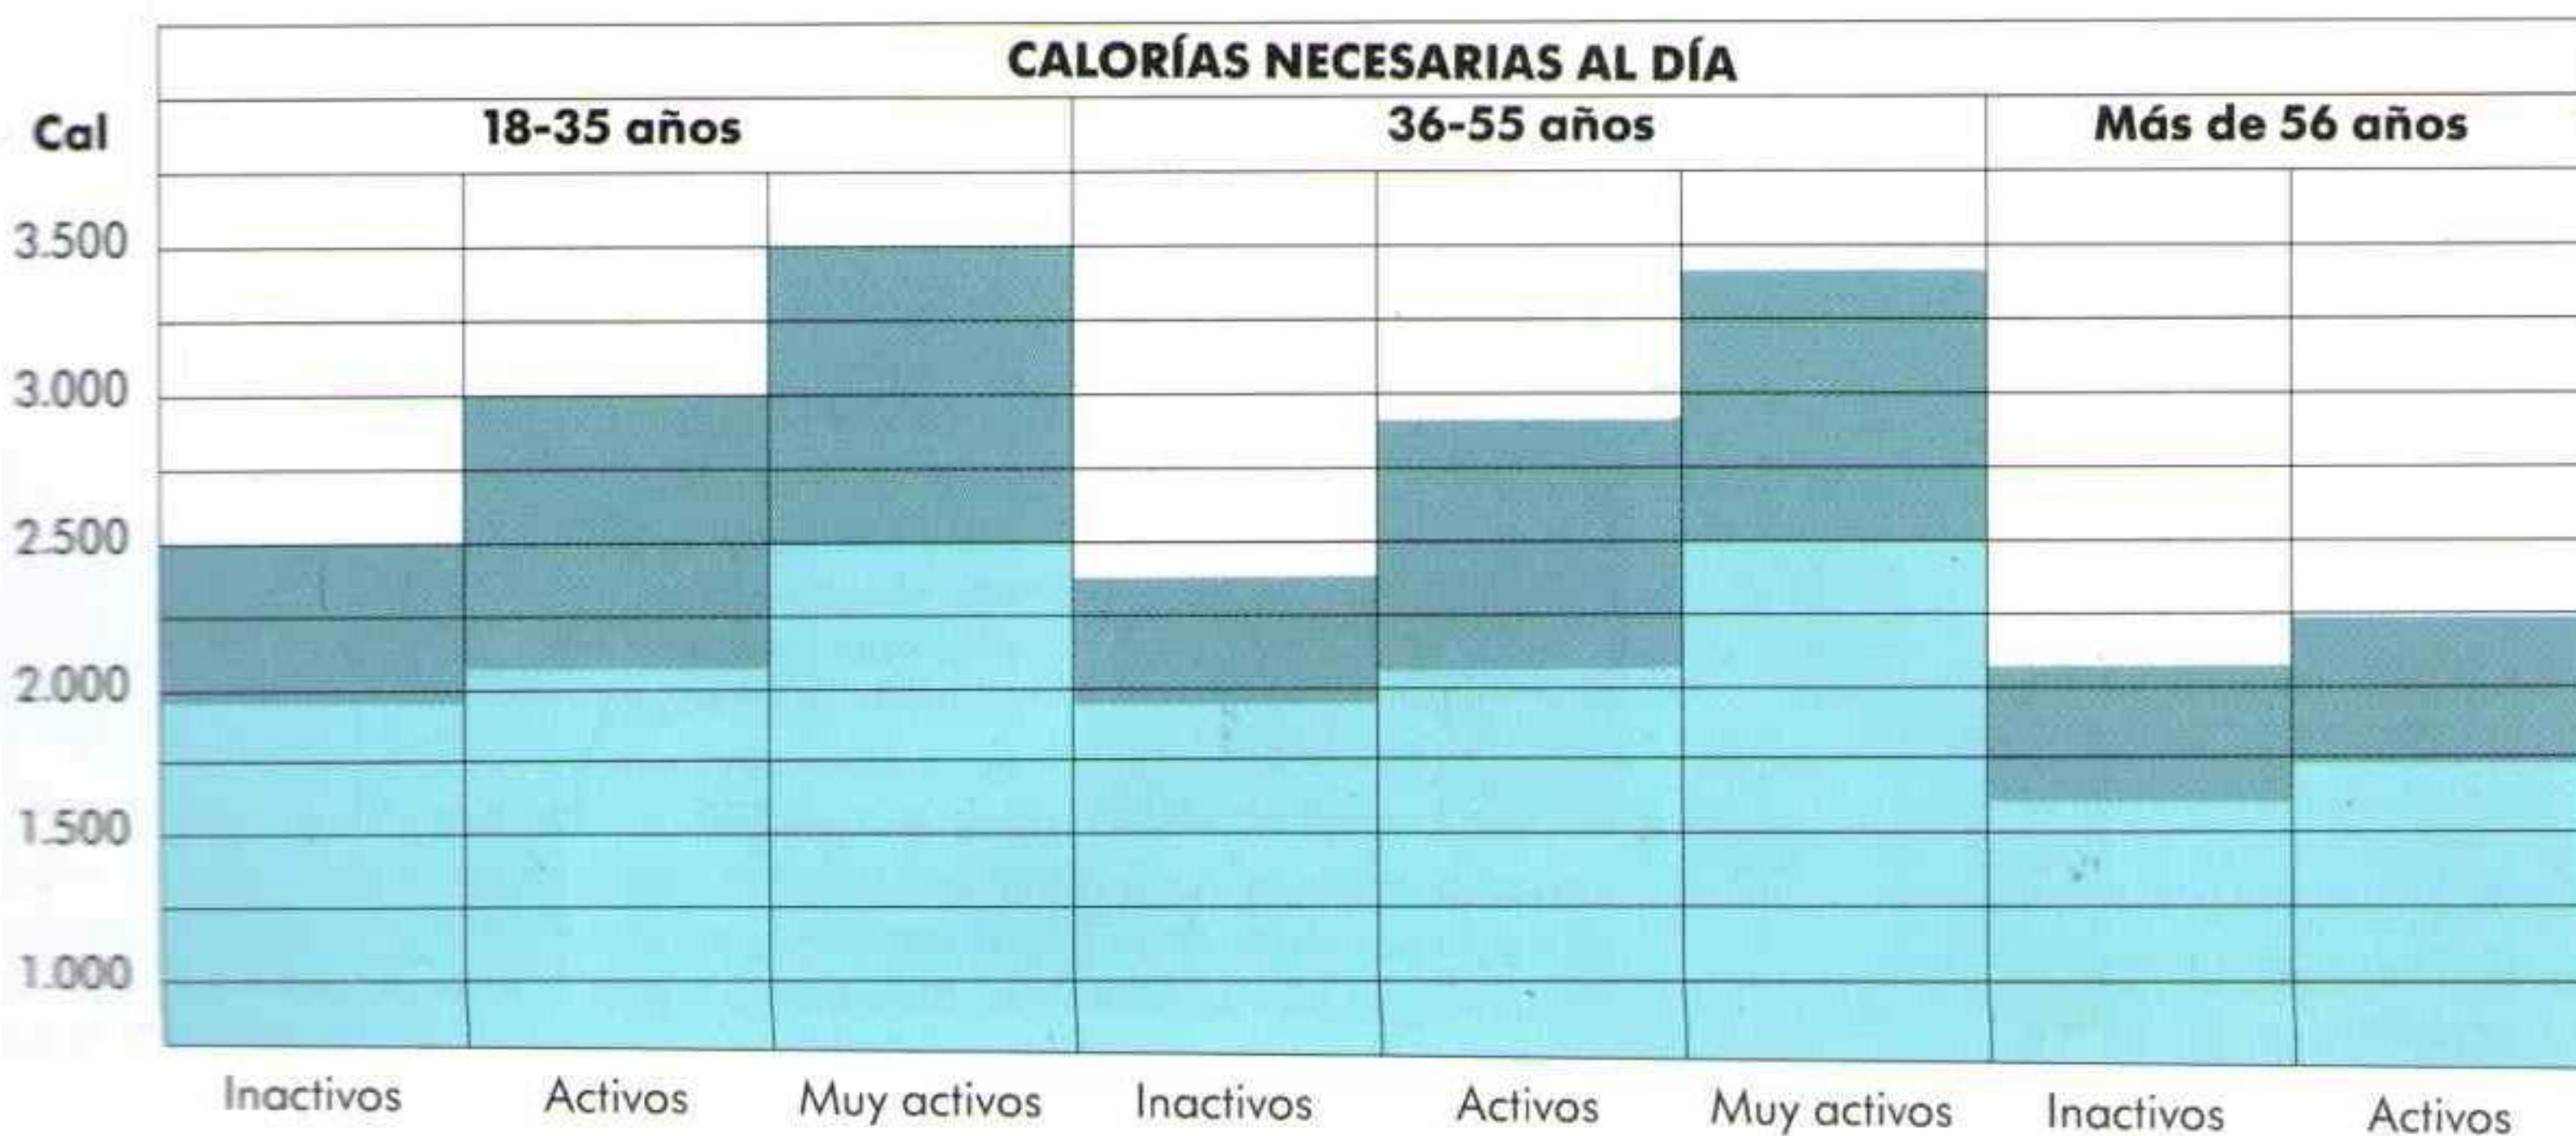 CALORÍAS NECESARIAS AL DÍA
Cal
18-35 años
36-55 años
Más de 56 años
3.500
3.000
2.500
2.000
1.500
1.000
Inactivos
Activos
Muy activos
Inactivos
Activos
Muy activos
Inactivos
Activos